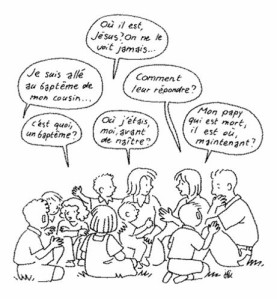 Où il est,
Jésus? On ne le
voit jamais...
Je suis allé
au baptême de
mon cousin...
Comment
leur répondre?
c'est quoi,
un baptême?
Où j'étais,
moi, avant
de naître?
Mon papy
qui est mort,
il est où,
maintenant?